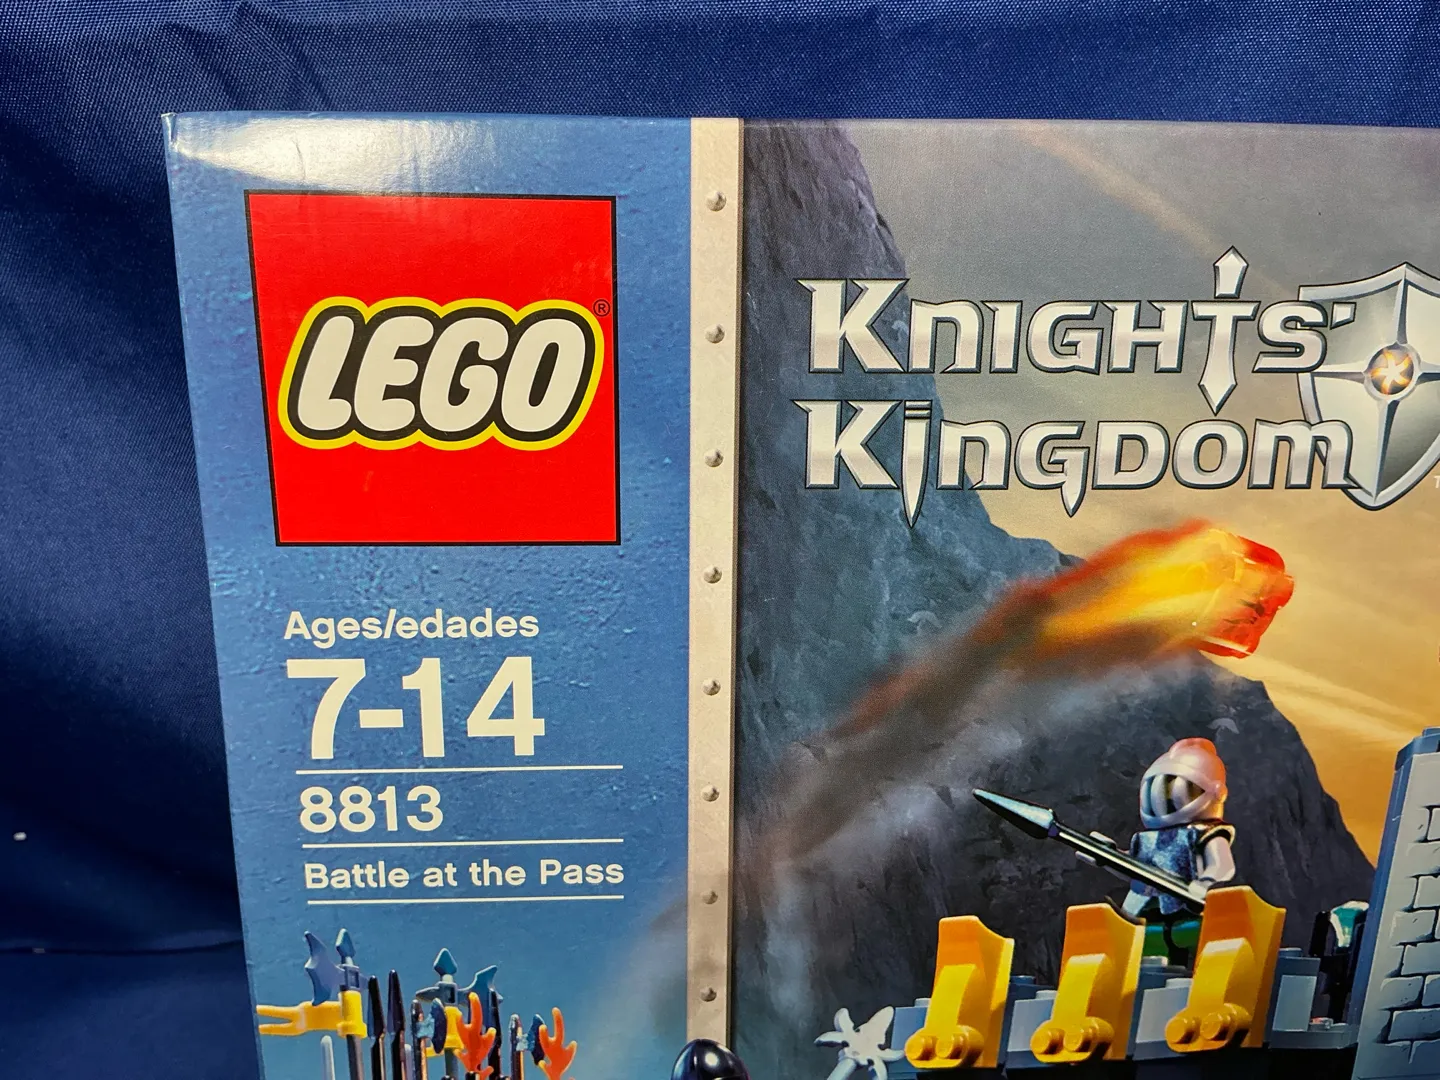 LEGO®
Knights'
Kingdom
Ages/edades
7-14
8813
Battle at the Pass